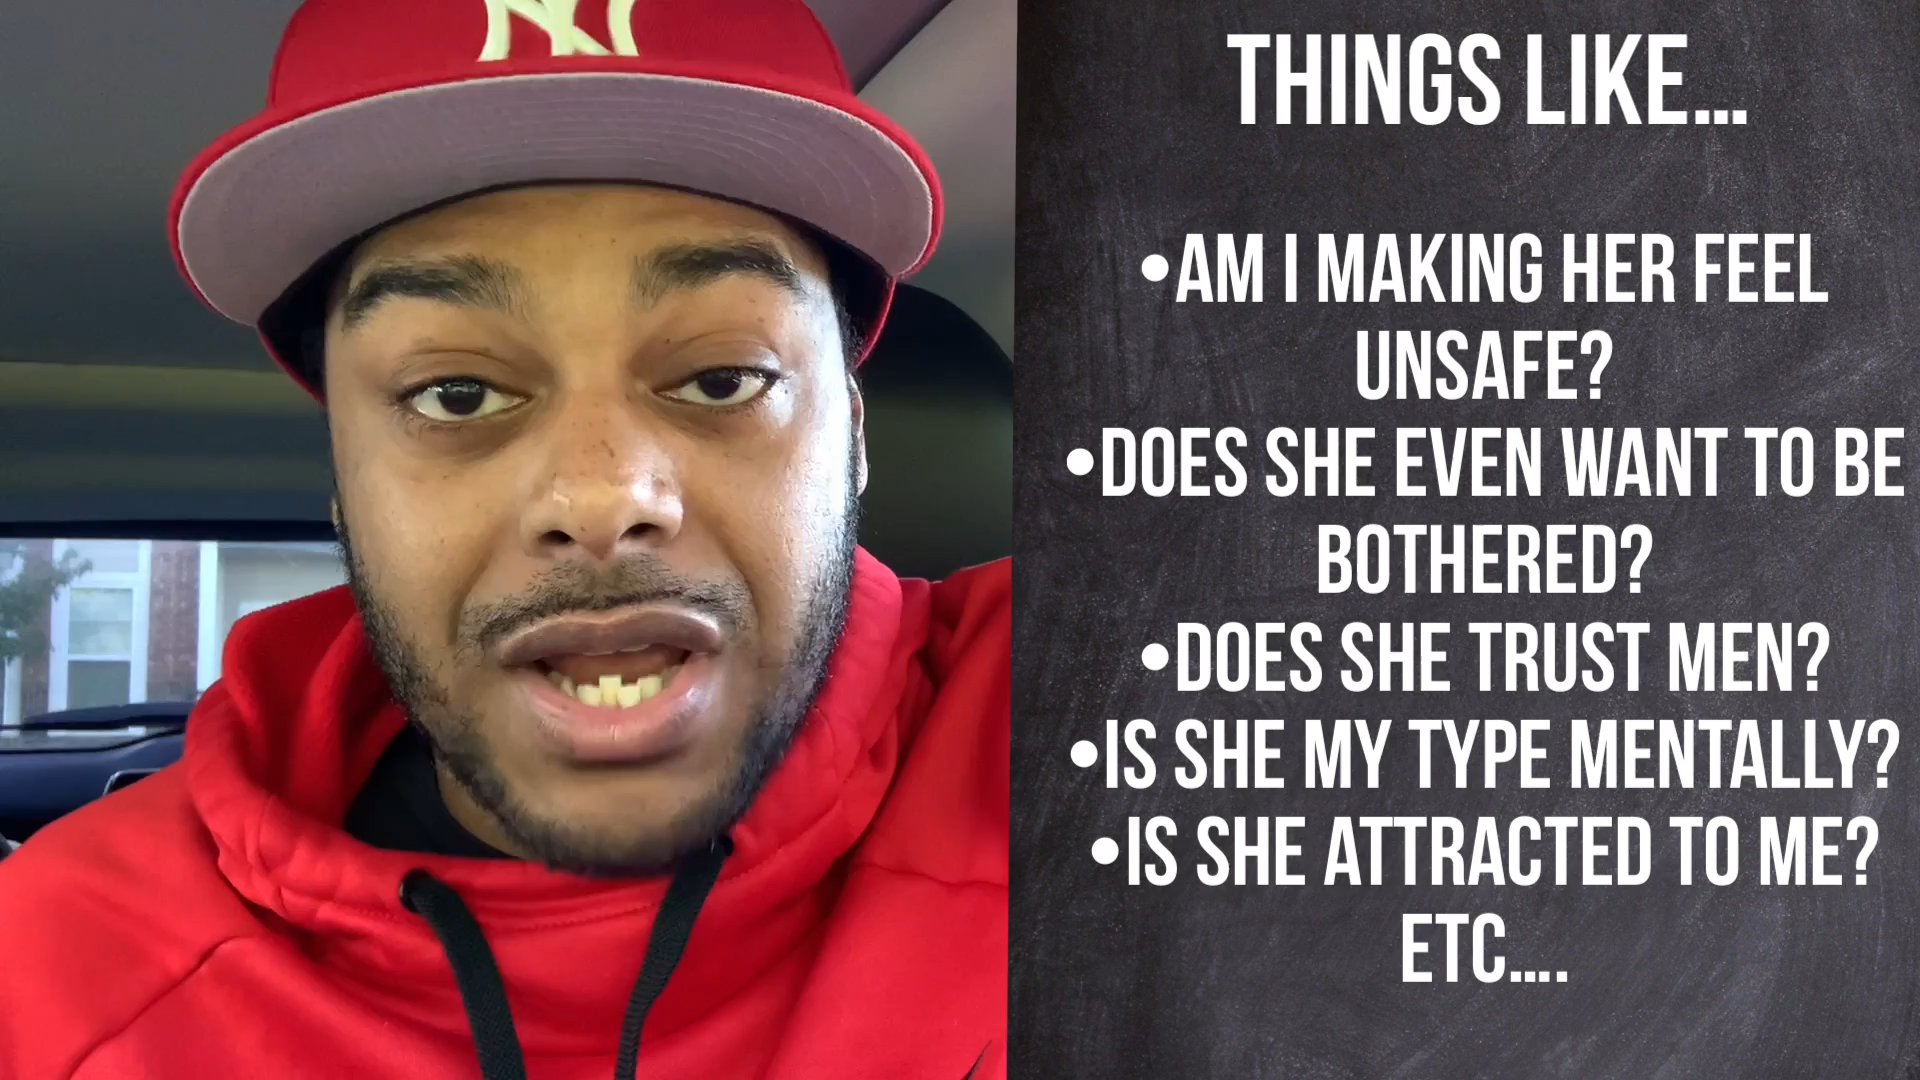 NY
THINGS LIKE...
•AM I MAKING HER FEEL
UNSAFE?
•DOES SHE EVEN WANT TO BE
BOTHERED?
•DOES SHE TRUST MEN?
•IS SHE MY TYPE MENTALLY?
•IS SHE ATTRACTED TO ME?
ETC....